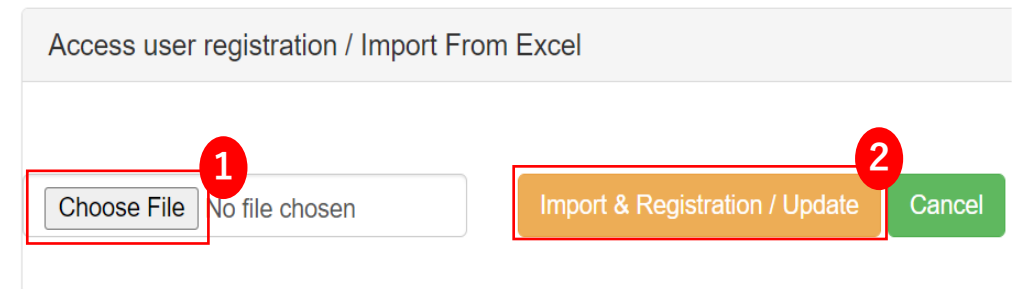 Access user registration / Import From Excel
1
2
Choose File No file chosen
Import & Registration / Update
Cancel